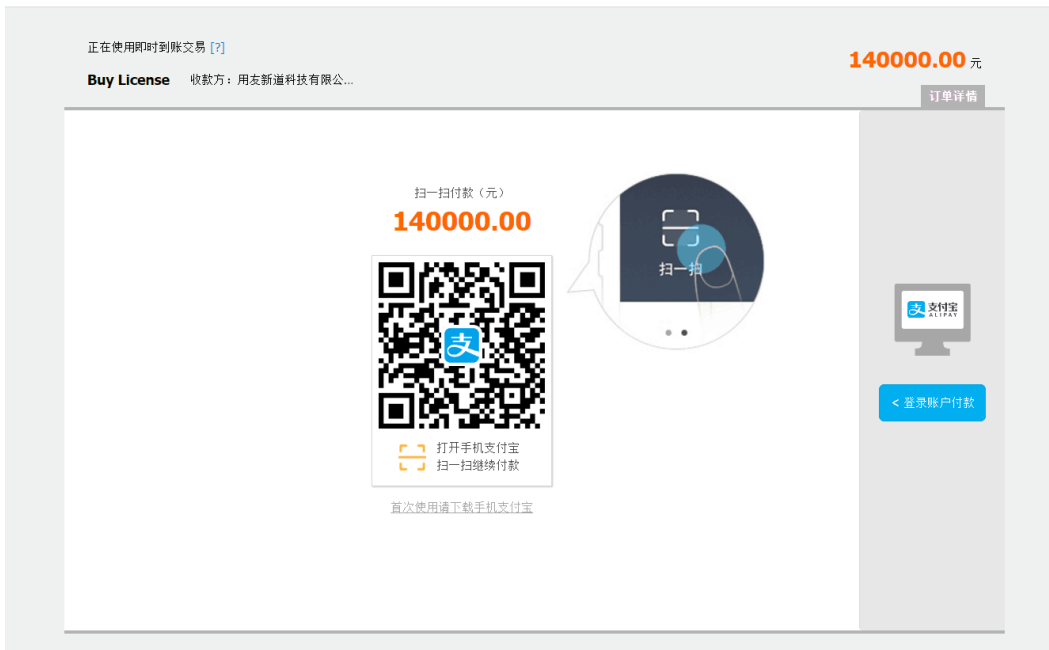 正在使用即时到账交易 [?]
Buy License 收款方：用友新道科技有限公...
140000.00 元
订单详情
扫一扫付款（元）
140000.00
支
打开手机支付宝
扫一扫继续付款
首次使用请下载手机支付宝
扫一扫
支 支付宝
ALIPAY
< 登录账户付款